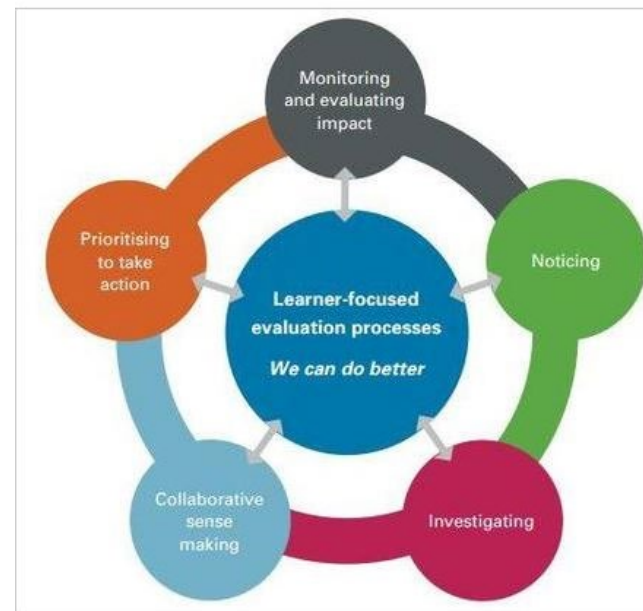 Monitoring
and evaluating
impact
Noticing
Investigating
Collaborative
sense
making
Prioritising
to take
action
Learner-focused
evaluation processes
We can do better